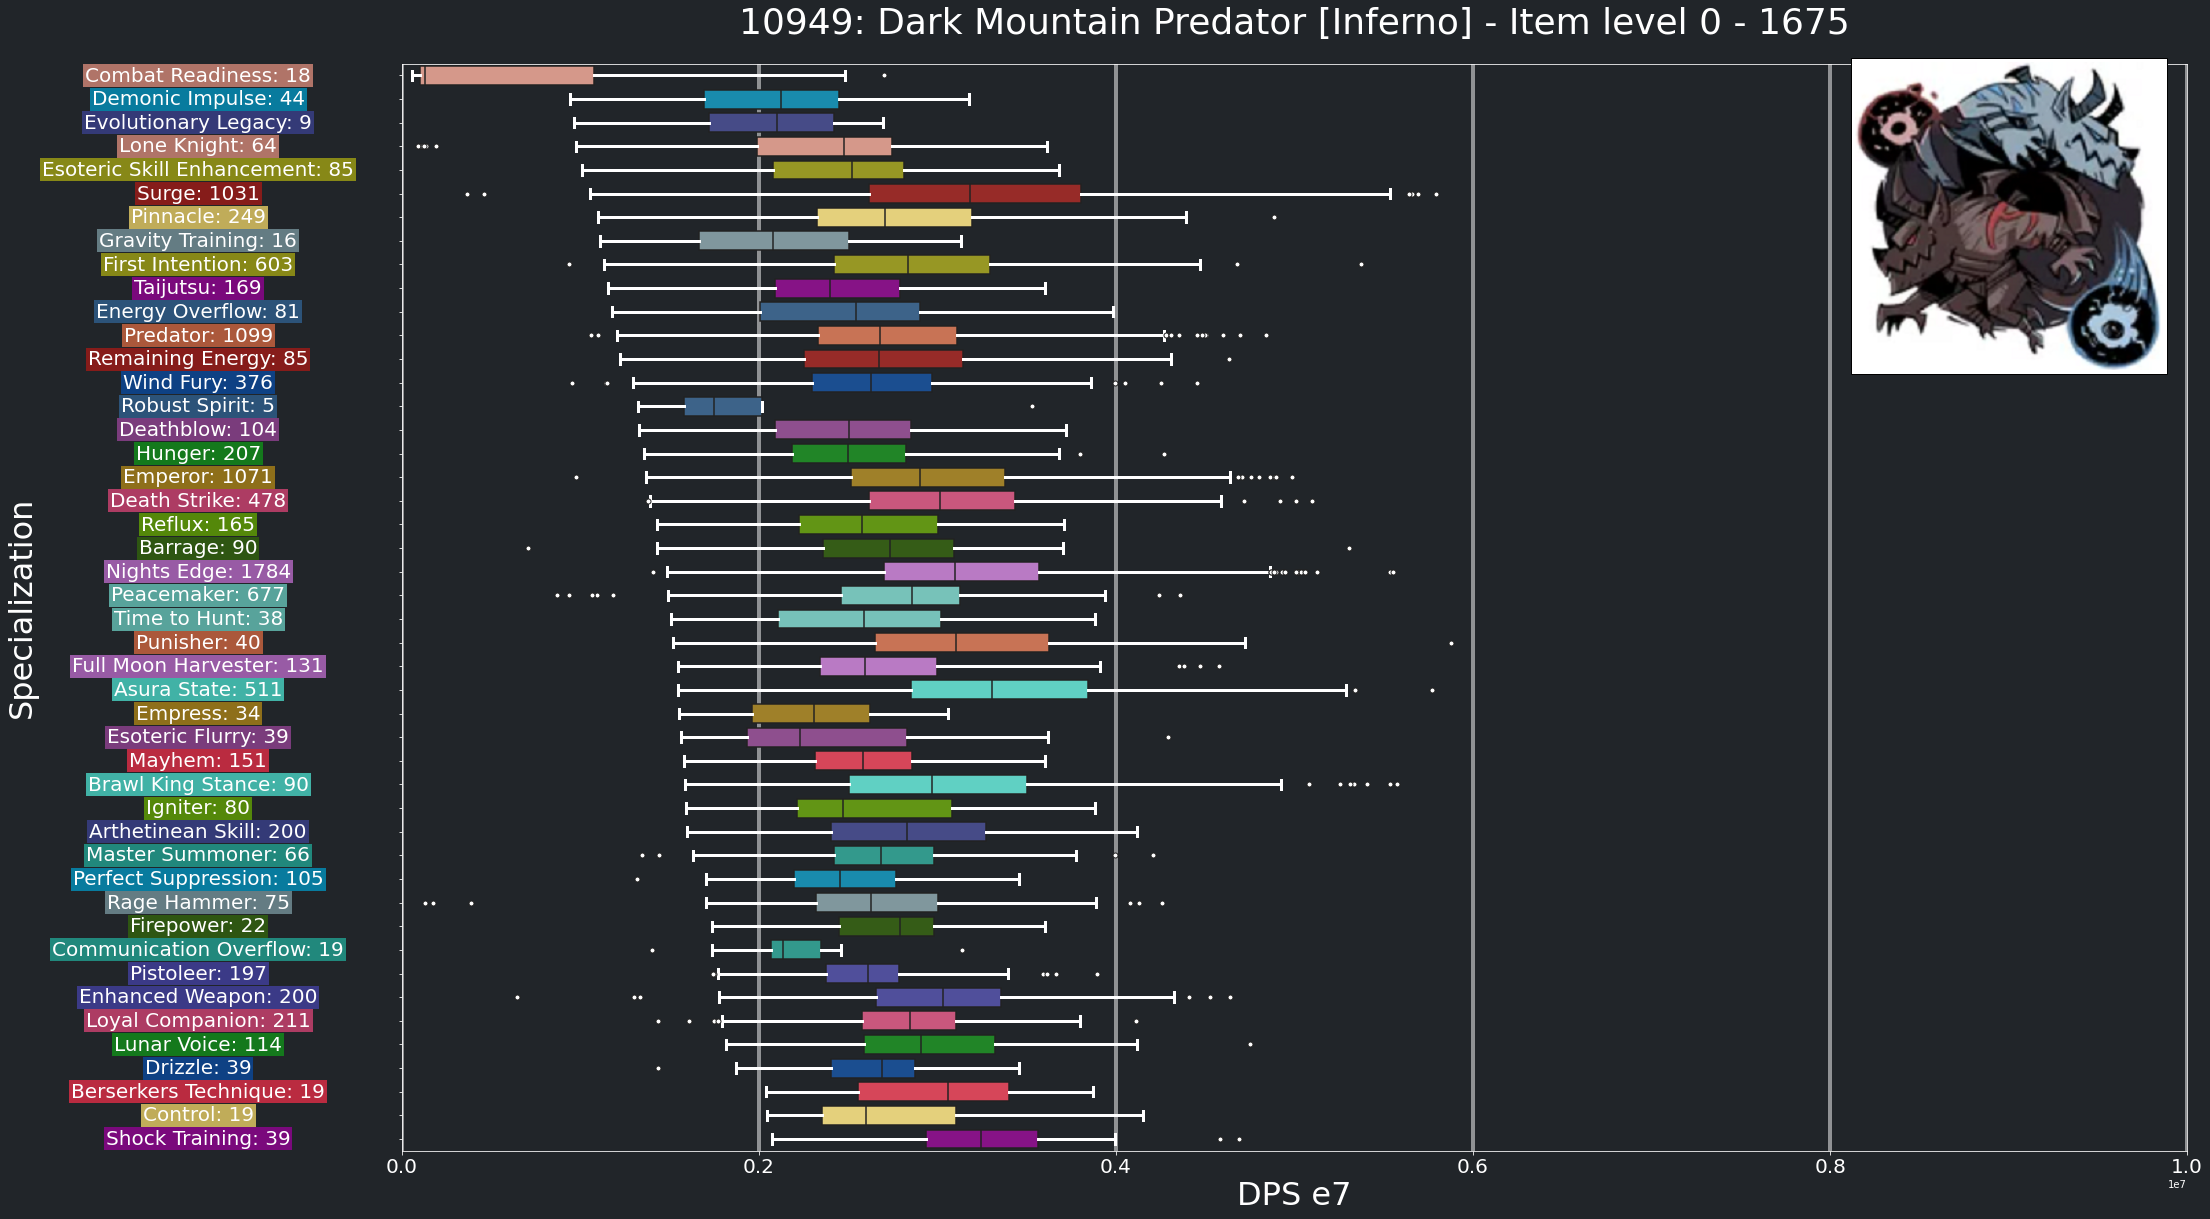 10949: Dark Mountain Predator [Inferno] - Item level 0 - 1675
Combat Readiness: 18
Demonic Impulse: 44
Evolutionary Legacy: 9
Lone Knight: 64
Esoteric Skill Enhancement: 85
Surge: 1031
Pinnacle: 249
Gravity Training: 16
First Intention: 603
Taijutsu: 169
Energy Overflow: 81
Predator: 1099
Remaining Energy: 85
Wind Fury: 376
Robust Spirit: 5
Deathblow: 104
Hunger: 207
Emperor: 1071
Death Strike: 478
Reflux: 165
Barrage: 90
Nights Edge: 1784
Peacemaker: 677
Time to Hunt: 38
Punisher: 40
Full Moon Harvester: 131
Asura State: 511
Empress: 34
Esoteric Flurry: 39
Mayhem: 151
Brawl King Stance: 90
Igniter: 80
Arthetinean Skill: 200
Master Summoner: 66
Perfect Suppression: 105
Rage Hammer: 75
Firepower: 22
Communication Overflow: 19
Pistoleer: 197
Enhanced Weapon: 200
Loyal Companion: 211
Lunar Voice: 114
Drizzle: 39
Berserkers Technique: 19
Control: 19
Shock Training: 39
Specialization
0.0 0.2 0.4 0.6 0.8 1.0
1e7
DPS e7